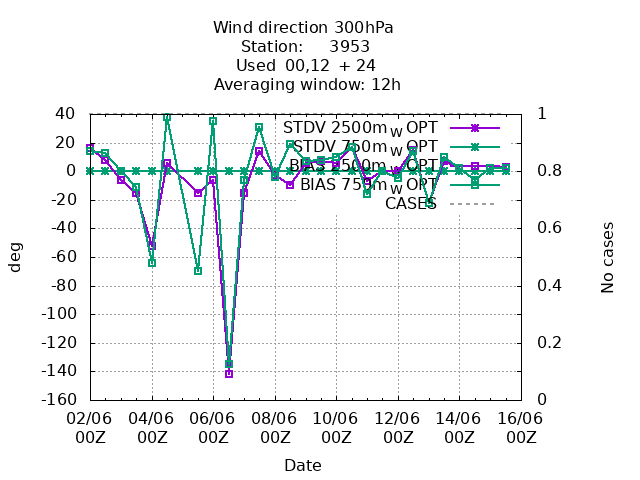 Wind direction 300hPa
Station: 3953
Used 00,12 + 24
Averaging window: 12h
STDV 2500m w OPT
STDV 750m w OPT
BIAS 2500m w OPT
BIAS 750m w OPT
CASES
40
20
0
-20
-40
-60
-80
-100
-120
-140
-160
deg
1
0.8
0.6
0.4
0.2
0
No cases
02/06 04/06 06/06 08/06 10/06 12/06 14/06 16/06
00Z 00Z 00Z 00Z 00Z 00Z 00Z 00Z
Date